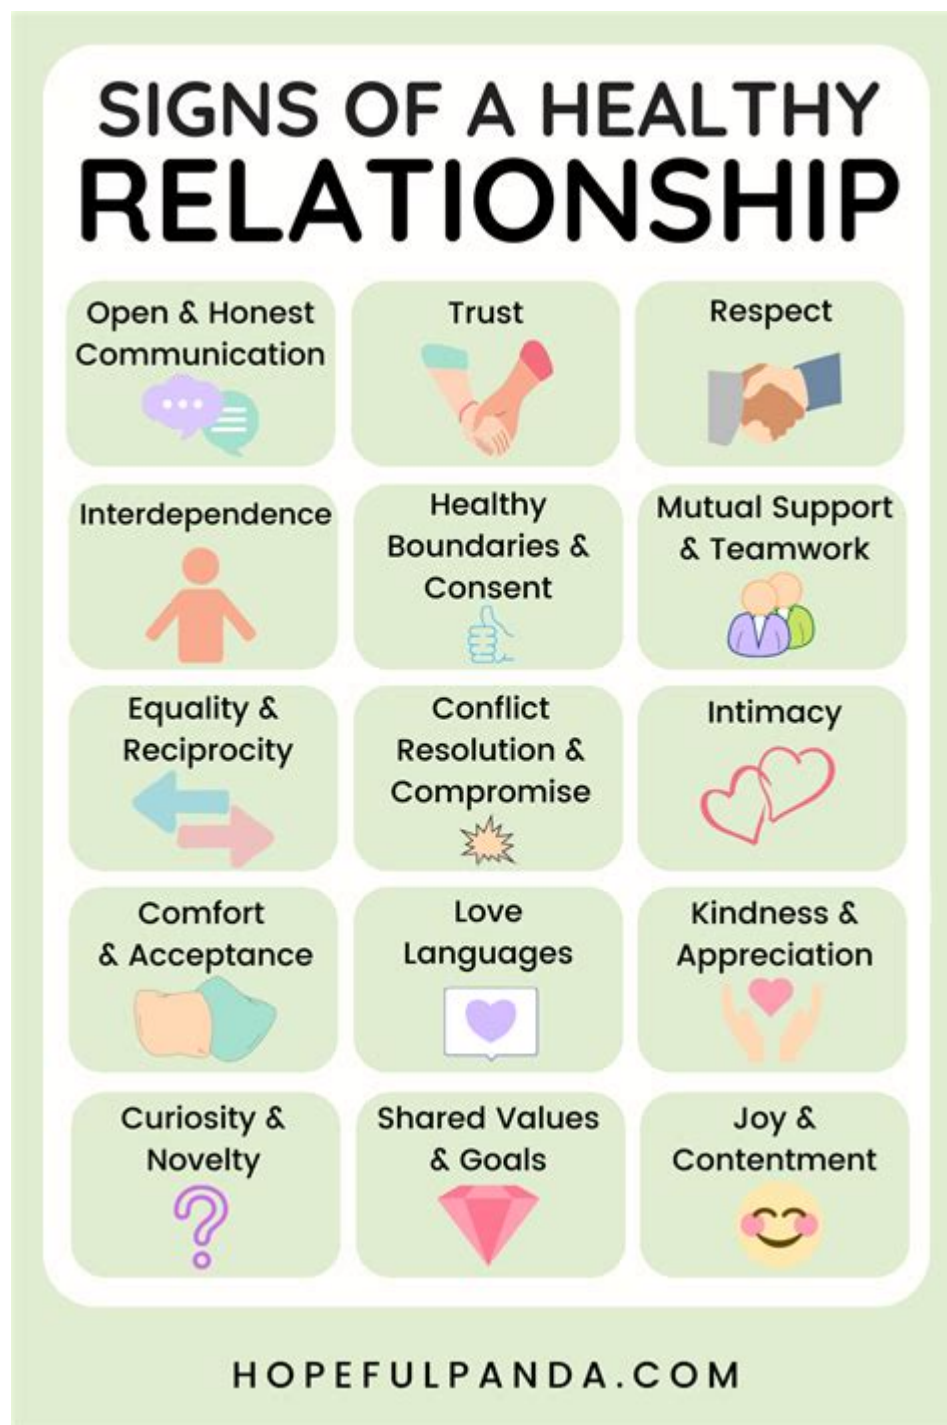 SIGNS OF A HEALTHY
RELATIONSHIP
Open & Honest
Communication
Trust
Respect
Interdependence
Healthy
Boundaries &
Consent
Mutual Support
& Teamwork
Equality &
Reciprocity
Conflict
Resolution &
Compromise
Intimacy
Comfort
& Acceptance
Love
Languages
Kindness &
Appreciation
Curiosity &
Novelty
Shared Values
& Goals
Joy &
Contentment
HOPEFULPANDA.COM